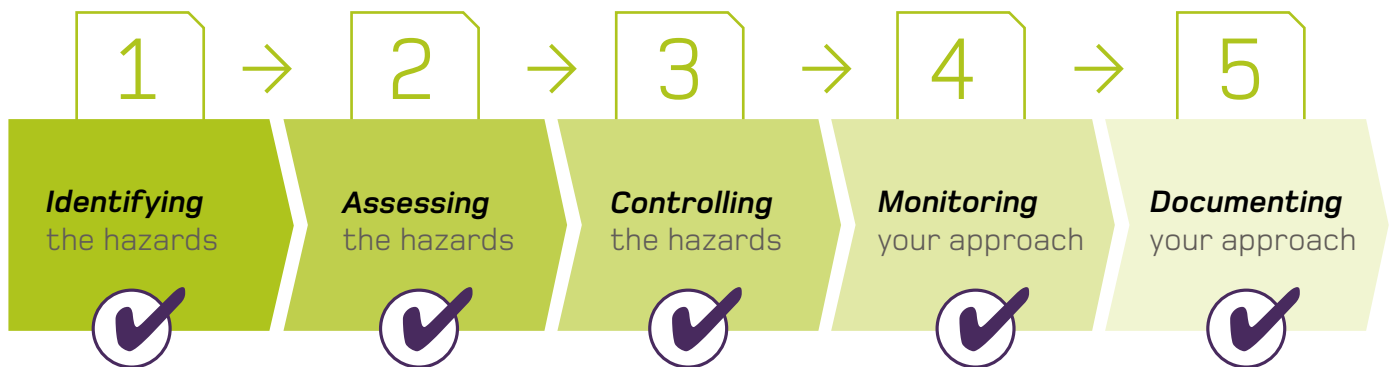 1
2
3
4
5
Identifying
the hazards
Assessing
the hazards
Controlling
the hazards
Monitoring
your approach
Documenting
your approach